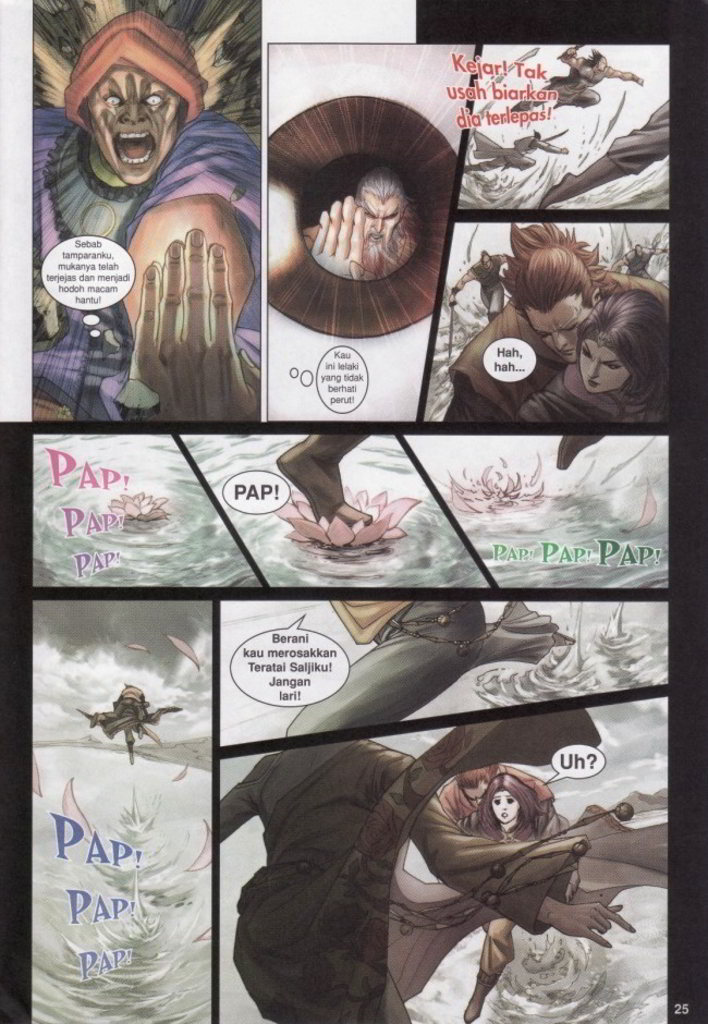 Sebab
tamparanku,
mukanya telah
terjejas dan menjadi
hodoh macam
hantu!
Kau
ini lelaki
yang tidak
berhati
perut!
Kejar! Tak
usah biarkan
dia terlepas!
Hah,
hah...
PAP!
PAP!
PAP!
PAP!
PAP! PAP! PAP!
PAP!
PAP!
PAP!
Berani
kau merosakkan
Teratai Saljiku!
Jangan
lari!
Uh?
25